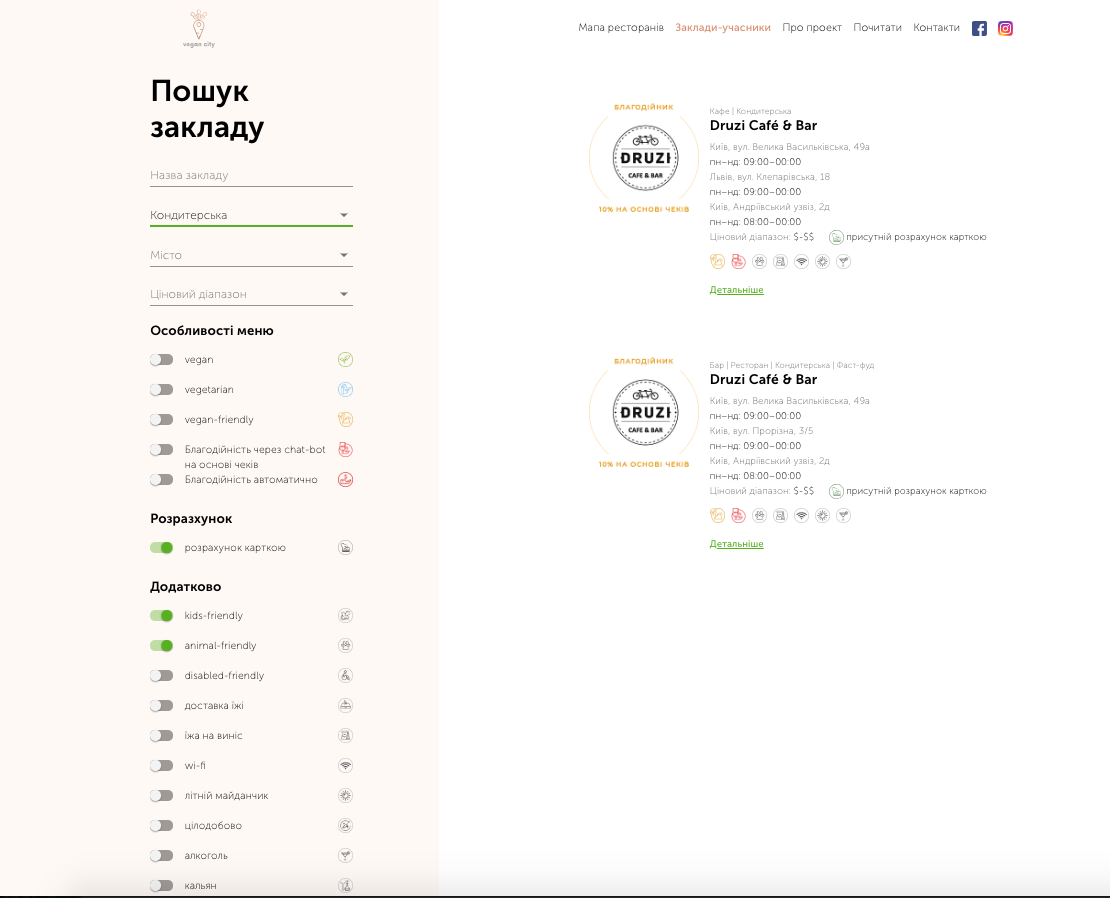 vegan city
Мапа ресторанів Заклади-учасники Про проект Почитати Контакти
Пошук
закладу
Назва закладу
Кондитерська
Місто
Ціновий діапазон
Особливості меню
vegan
vegetarian
vegan-friendly
Благодійність через chat-bot
на основі чеків
Благодійність автоматично
Розразхунок
розрахунок карткою
Додатково
kids-friendly
animal-friendly
disabled-friendly
доставка їжі
їжа на виніс
wi-fi
літній майданчик
цілодобово
алкоголь
кальян
БЛАГОДІЙНИК
DRUZI
CAFE & BAR
10% НА ОСНОВІ ЧЕКІВ
Кафе | Кондитерська
Druzi Café & Bar
Київ, вул. Велика Васильківська, 49а
пн–нд: 09:00–00:00
Львів, вул. Клепарівська, 18
пн–нд: 09:00–00:00
Київ, Андріївський узвіз, 2д
пн–нд: 08:00–00:00
Ціновий діапазон: $-$$ присутній розрахунок карткою
Детальніше
БЛАГОДІЙНИК
DRUZI
CAFE & BAR
10% НА ОСНОВІ ЧЕКІВ
Бар | Ресторан | Кондитерська | Фаст-фуд
Druzi Café & Bar
Київ, вул. Велика Васильківська, 49а
пн–нд: 09:00–00:00
Київ, вул. Прорізна, 3/5
пн–нд: 09:00–00:00
Київ, Андріївський узвіз, 2д
пн–нд: 08:00–00:00
Ціновий діапазон: $-$$ присутній розрахунок карткою
Детальніше